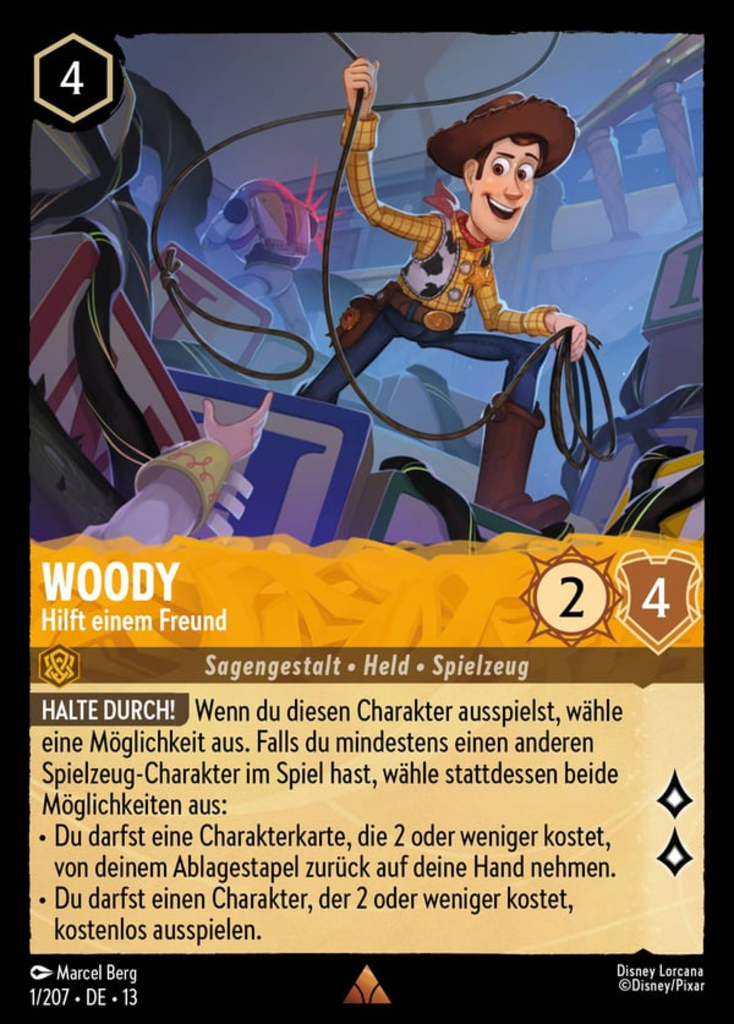 4
WOODY
Hilft einem Freund
2
4
Sagengestalt • Held • Spielzeug
HALTE DURCH! Wenn du diesen Charakter ausspielst, wähle
eine Möglichkeit aus. Falls du mindestens einen anderen
Spielzeug-Charakter im Spiel hast, wähle stattdessen beide
Möglichkeiten aus:
• Du darfst eine Charakterkarte, die 2 oder weniger kostet,
von deinem Ablagestapel zurück auf deine Hand nehmen.
• Du darfst einen Charakter, der 2 oder weniger kostet,
kostenlos ausspielen.
Marcel Berg
1/207 • DE • 13
Disney Lorcana
©Disney/Pixar